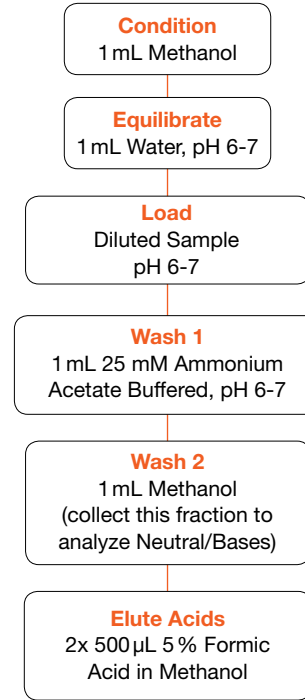 Condition
1 mL Methanol
Equilibrate
1 mL Water, pH 6-7
Load
Diluted Sample
pH 6-7
Wash 1
1 mL 25 mM Ammonium
Acetate Buffered, pH 6-7
Wash 2
1 mL Methanol
(collect this fraction to
analyze Neutral/Bases)
Elute Acids
2x 500 µL 5 % Formic
Acid in Methanol